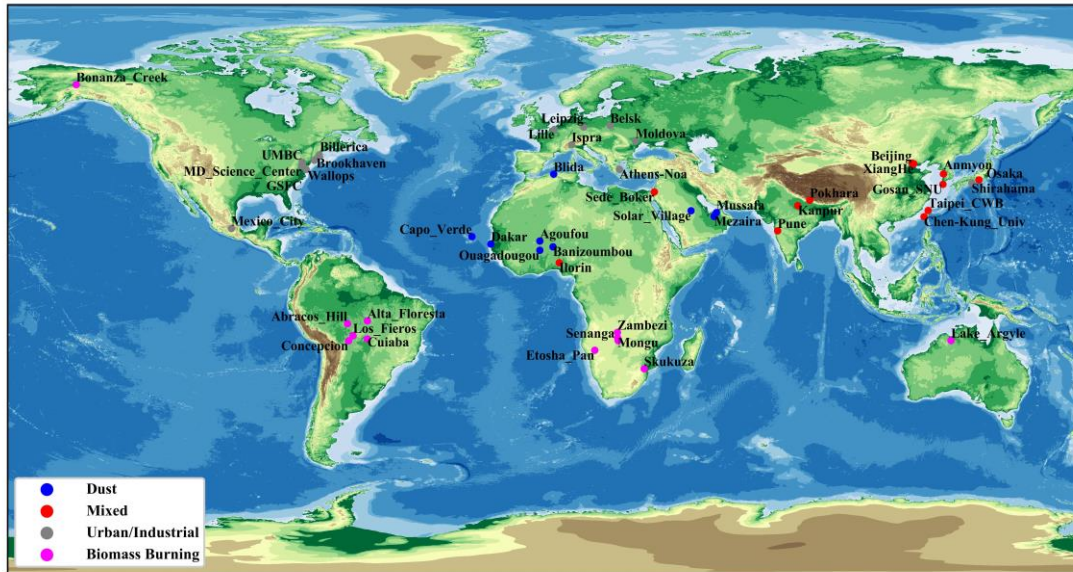 Bonanza_Creek
Leipzig
Belsk
Lille
Ispra
Moldova
Billerica
UMBC
Brookhaven
MD_Science_Center
Wallops
GSFC
Blida
Athens-Noa
Beijing
XiangHe
Anmyon
Osaka
Sede_Boker
Pokhara
Gosan_SNU
Shirahama
Solar_Village
Mussafa
Kanpur
Taipei_CWB
Mexico_City
Mezaira
Pune
Chen-Kung_Univ
Capo_Verde
Dakar
Agoufou
Ouagadougou
Banizoumbou
Ilorin
Abracos_Hill
Alta_Floresta
Los_Fieros
Concepcion
Cuiaba
Senanga
Zambezi
Mongu
Lake_Argyle
Etosha_Pan
Skukuza
Dust
Mixed
Urban/Industrial
Biomass Burning